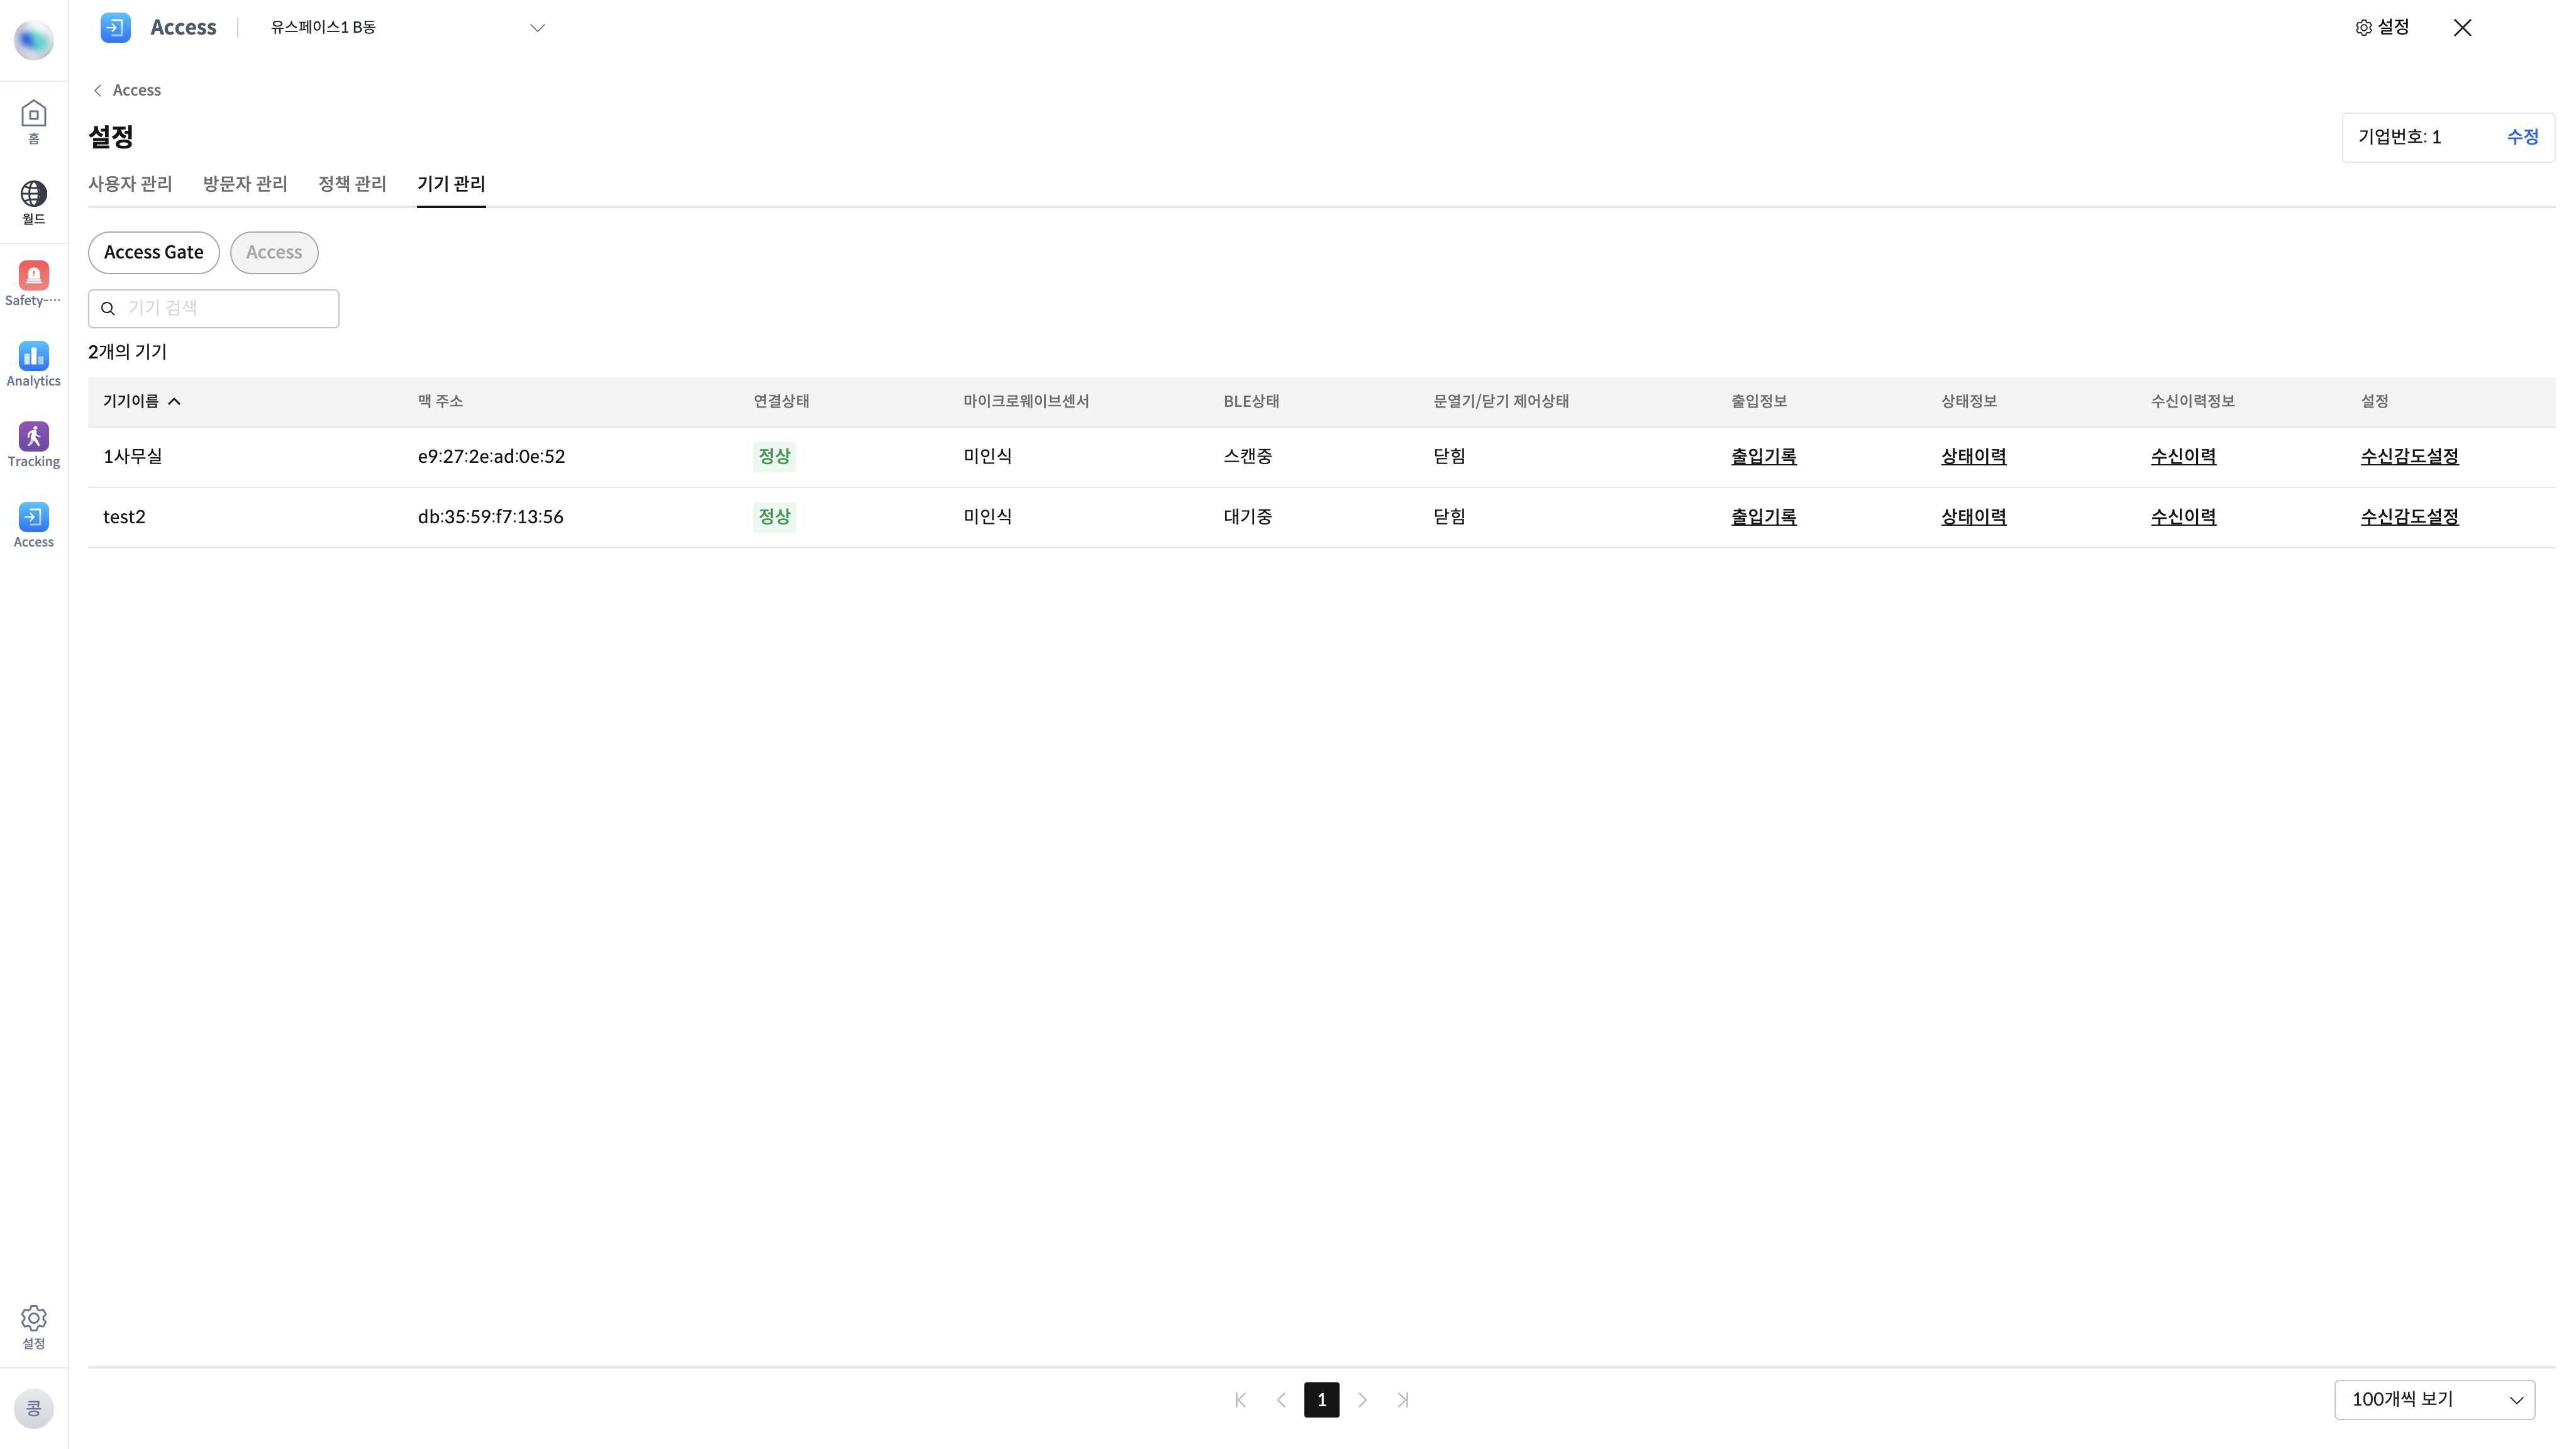 Access 유스페이스1 B동 설정
Access
설정
기업번호: 1 수정
사용자 관리 방문자 관리 정책 관리 기기 관리
Access Gate Access
기기 검색
2개의 기기
기기이름 맥 주소 연결상태 마이크로웨이브센서 BLE상태 문열기/닫기 제어상태 출입정보 상태정보 수신이력정보 설정
1사무실 e9:27:2e:ad:0e:52 정상 미인식 스캔중 닫힘 출입기록 상태이력 수신이력 수신감도설정
test2 db:35:59:f7:13:56 정상 미인식 대기중 닫힘 출입기록 상태이력 수신이력 수신감도설정
1
100개씩 보기
홈
월드
Safety-…
Analytics
Tracking
Access
설정
콩